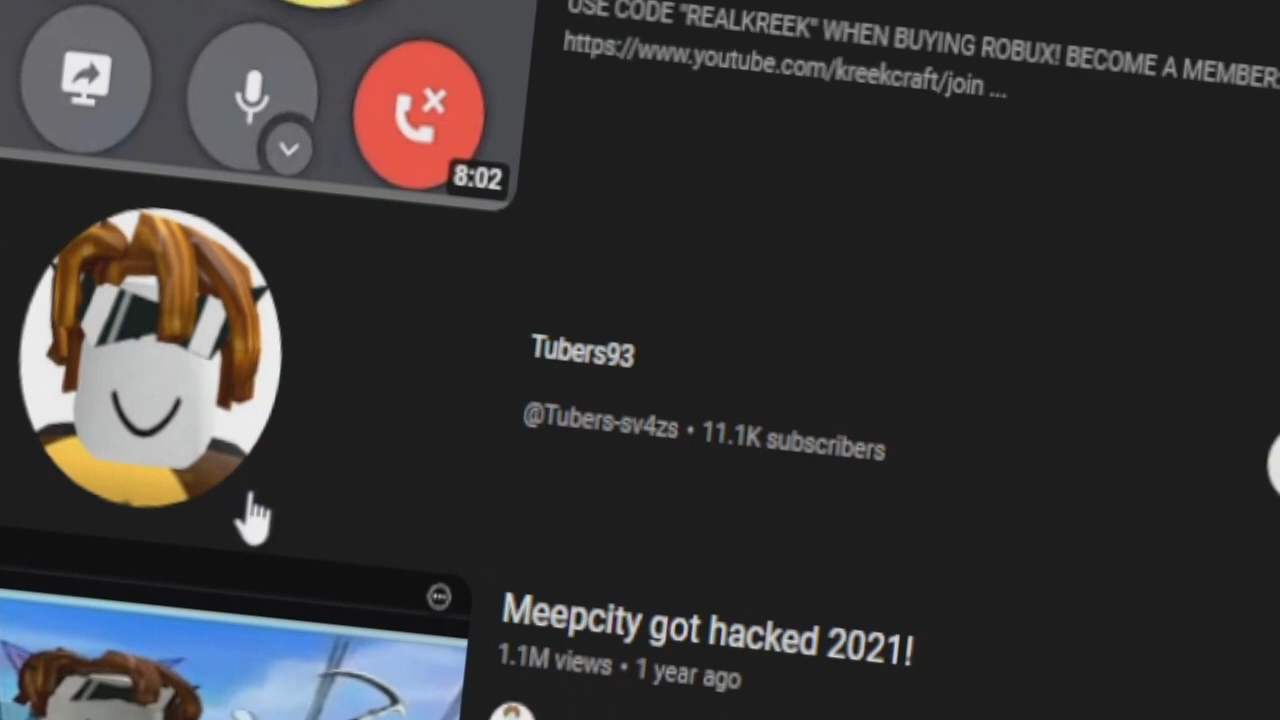 USE CODE "REALKREEK" WHEN BUYING ROBUX! BECOME A MEMBER
https://www.youtube.com/kreekcraft/join ...
8:02
Tubers93
@Tubers-sv4zs • 11.1K subscribers
Meepcity got hacked 2021!
1.1M views • 1 year ago